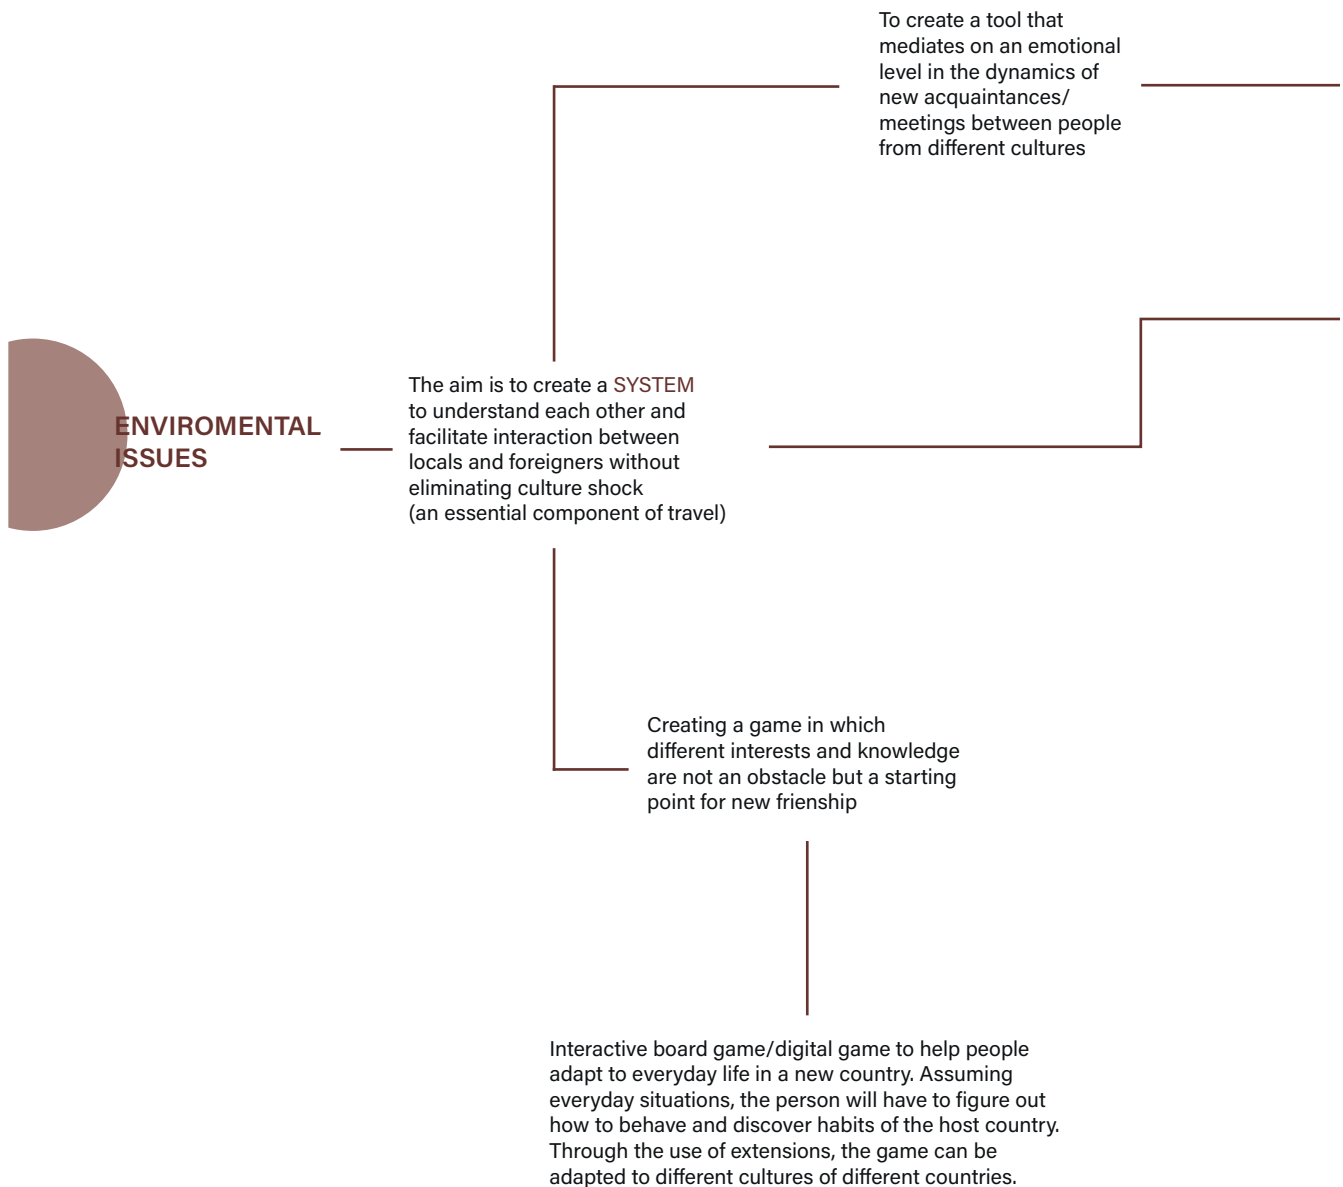 To create a tool that
mediates on an emotional
level in the dynamics of
new acquaintances/
meetings between people
from different cultures
ENVIROMENTAL
ISSUES
The aim is to create a SYSTEM
to understand each other and
facilitate interaction between
locals and foreigners without
eliminating culture shock
(an essential component of travel)
Creating a game in which
different interests and knowledge
are not an obstacle but a starting
point for new frienship
Interactive board game/digital game to help people
adapt to everyday life in a new country. Assuming
everyday situations, the person will have to figure out
how to behave and discover habits of the host country.
Through the use of extensions, the game can be
adapted to different cultures of different countries.